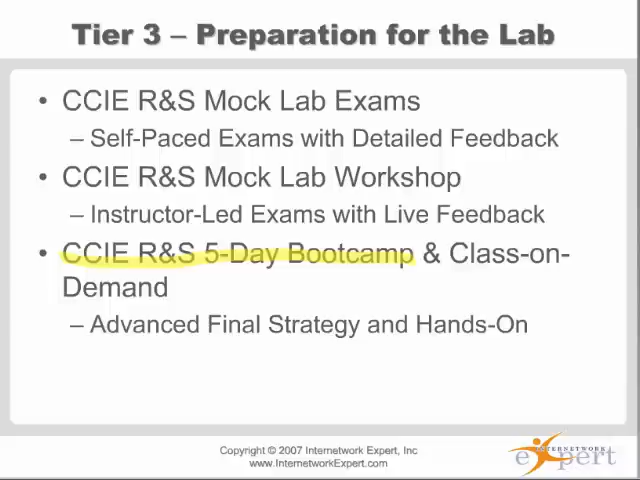 Tier 3 – Preparation for the Lab
• CCIE R&S Mock Lab Exams
– Self-Paced Exams with Detailed Feedback
• CCIE R&S Mock Lab Workshop
– Instructor-Led Exams with Live Feedback
• CCIE R&S 5-Day Bootcamp & Class-on-
Demand
– Advanced Final Strategy and Hands-On
Copyright © 2007 Internetwork Expert, Inc
www.InternetworkExpert.com
INTERNETWORK
eXpert